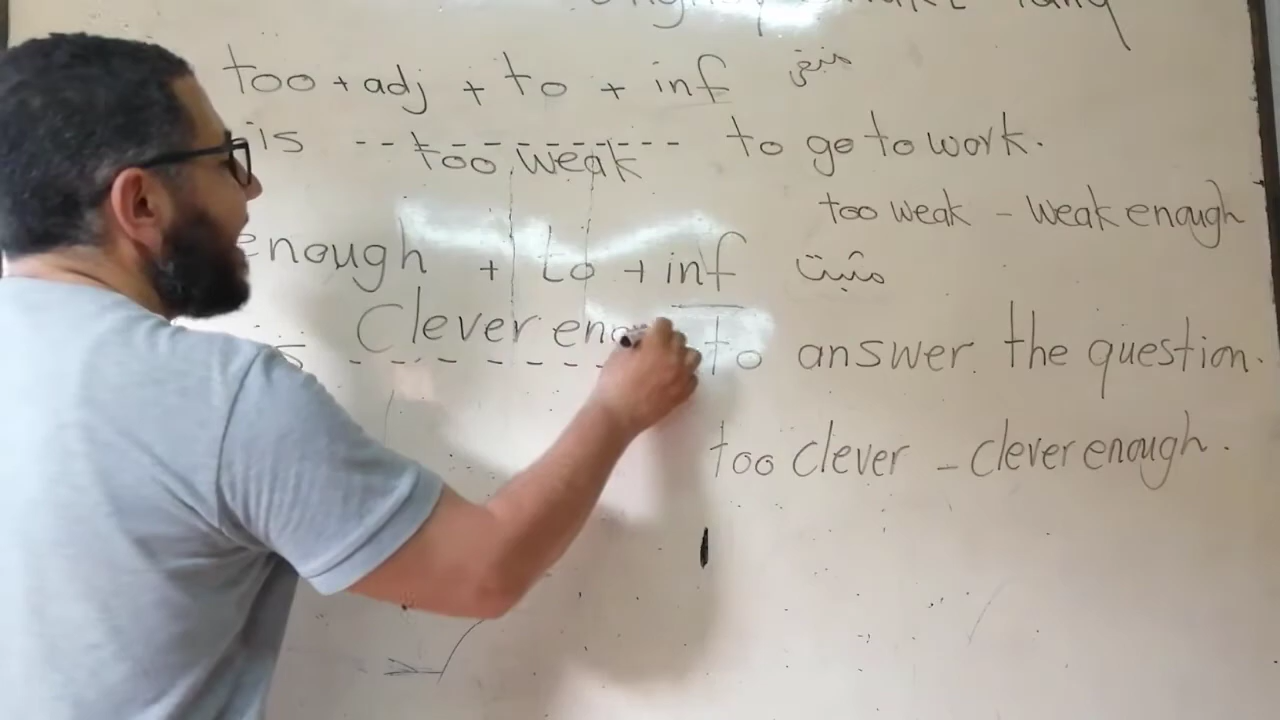 too + adj + to + inf منفى
is ------------ to go to work.
too weak
too weak - weak enough
enough + to + inf مثبت
Clever
------ to answer the question.
too clever - clever enough.